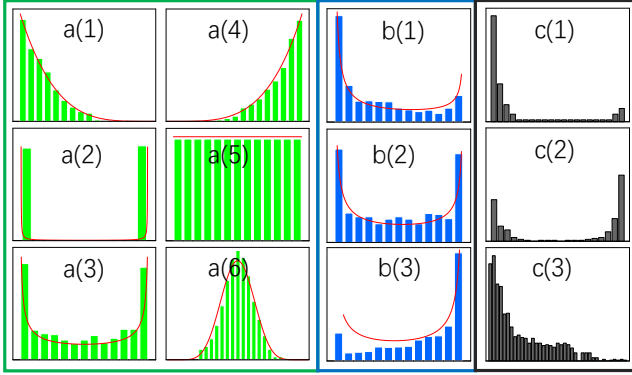 a(1)
a(4)
b(1)
c(1)
a(2)
a(5)
b(2)
c(2)
a(3)
a(6)
b(3)
c(3)